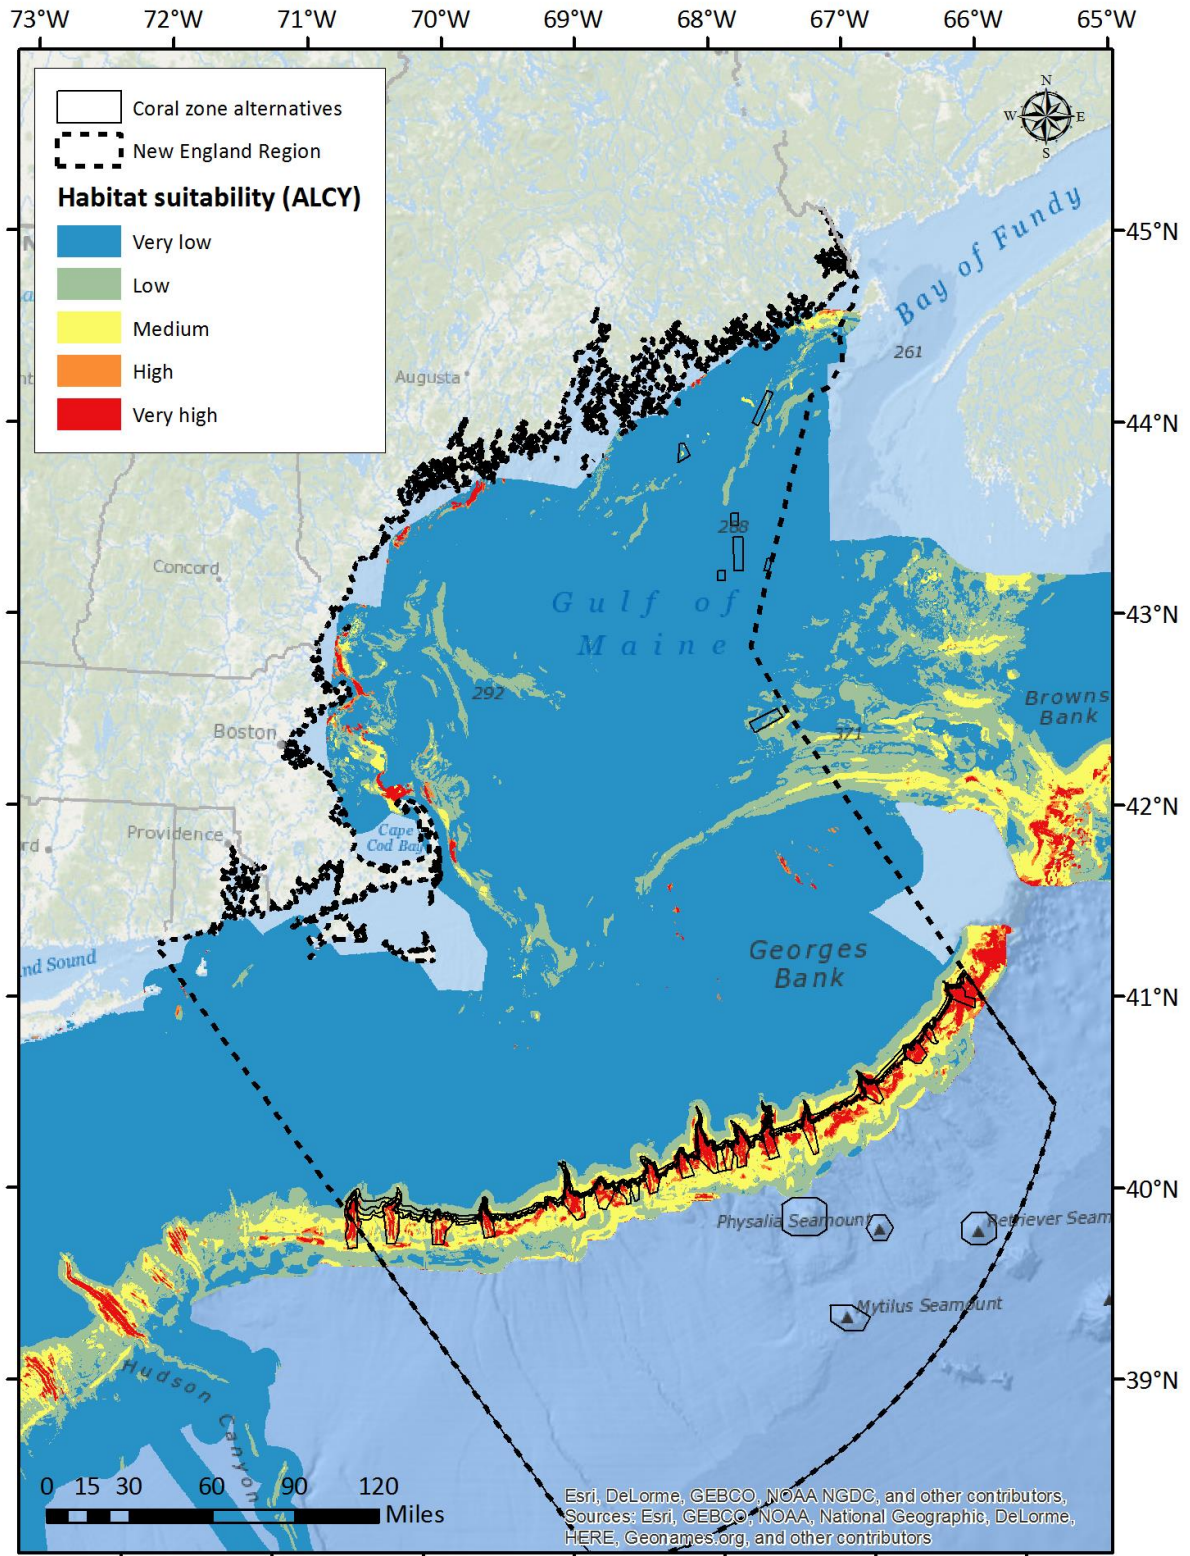 73°W 72°W 71°W 70°W 69°W 68°W 67°W 66°W 65°W
N
W E
S
Coral zone alternatives
New England Region
Habitat suitability (ALCY)
Very low
Low
Medium
High
Very high
45°N
44°N
43°N
42°N
41°N
40°N
39°N
Bay of Fundy
261
Augusta
288
Concord
Gulf of
Maine
292
Browns
Bank
Boston
371
Providence
rd
Cape
Cod Bay
Georges
Bank
nd Sound
Physalia Seamount
Retriever Seam
Mytilus Seamount
Hudson Canyon
0 15 30 60 90 120
Miles
Esri, DeLorme, GEBCO, NOAA NGDC, and other contributors,
Sources: Esri, GEBCO, NOAA, National Geographic, DeLorme,
HERE, Geonames.org, and other contributors